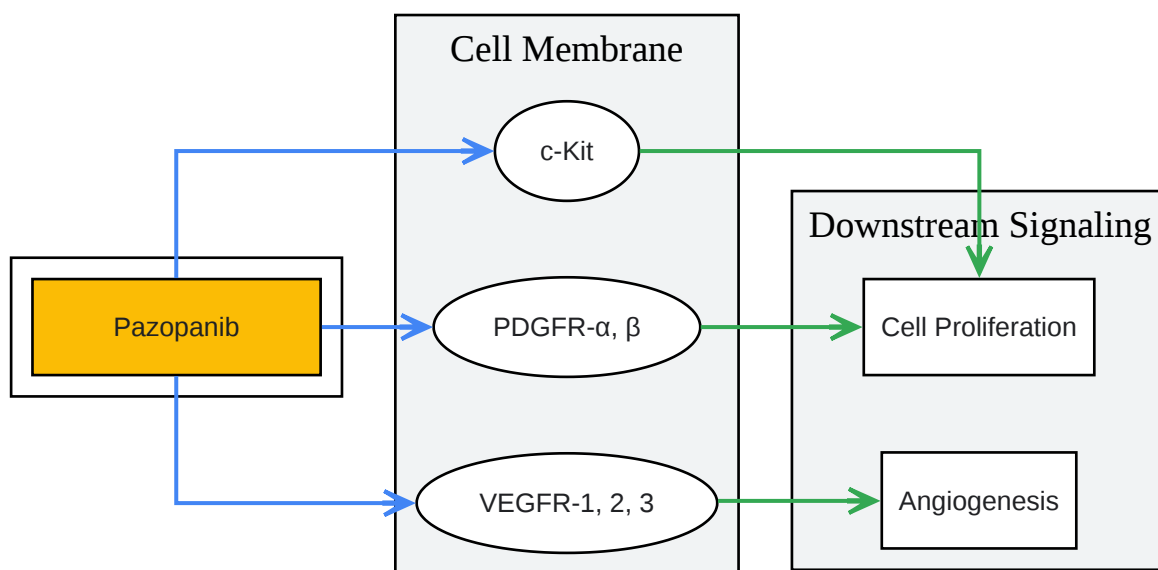 Cell Membrane
c-Kit
Downstream Signaling
Pazopanib
PDGFR-α, β
Cell Proliferation
VEGFR-1, 2, 3
Angiogenesis